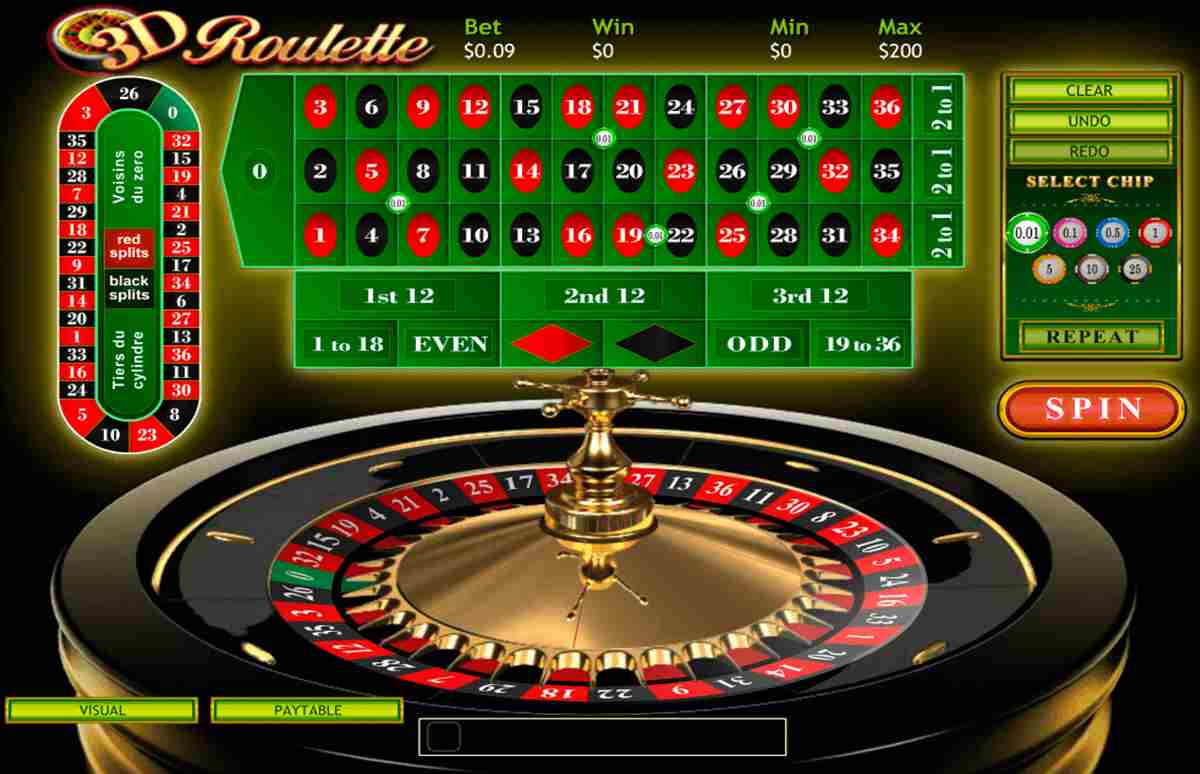 3D Roulette
Bet
$0.09
Win
$0
Min
$0
Max
$200
26
3 0
35 32
12 15
28 19
7 4
29 21
18 2
22 25
9 17
31 34
14 6
20 27
1 13
33 36
16 11
24 30
5 8
10 23
Voisins du zero
red splits
black splits
Tiers du cylindre
3 6 9 12 15 18 21 24 27 30 33 36 2 to 1
0.01 0.01
0 2 5 8 11 14 17 20 23 26 29 32 35 2 to 1
0.01 0.01
1 4 7 10 13 16 19 0.01 22 25 28 31 34 2 to 1
1st 12 2nd 12 3rd 12
1 to 18 EVEN ODD 19 to 36
CLEAR
UNDO
REDO
SELECT CHIP
0.01 0.1 0.5 1
5 10 25
REPEAT
SPIN
0 32 15 19 4 21 2 25 17 34 27 13 36 11 30 8 23 10 5 24 16 33 1 20 14 31 9 22 18 29 7 28 12 35 3 26
VISUAL
PAYTABLE